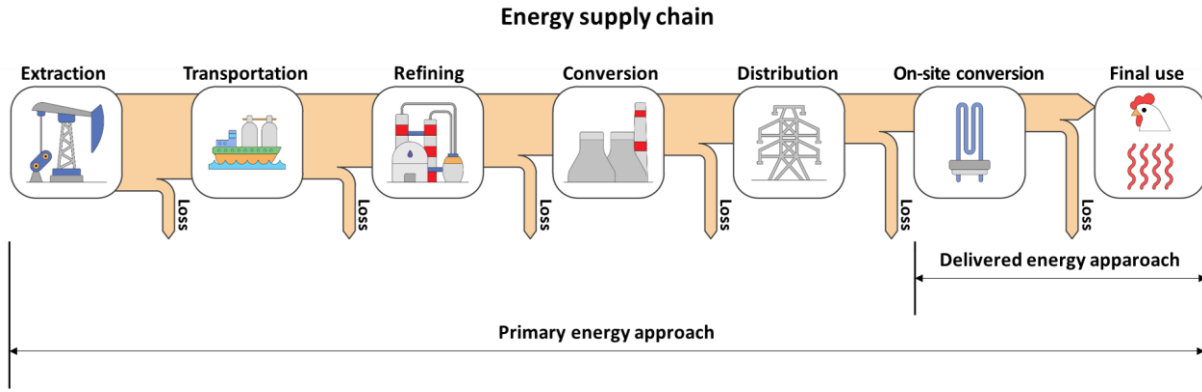 Energy supply chain
Extraction
Transportation
Refining
Conversion
Distribution
On-site conversion
Final use
Loss
Loss
Loss
Loss
Loss
Loss
Delivered energy apparoach
Primary energy approach